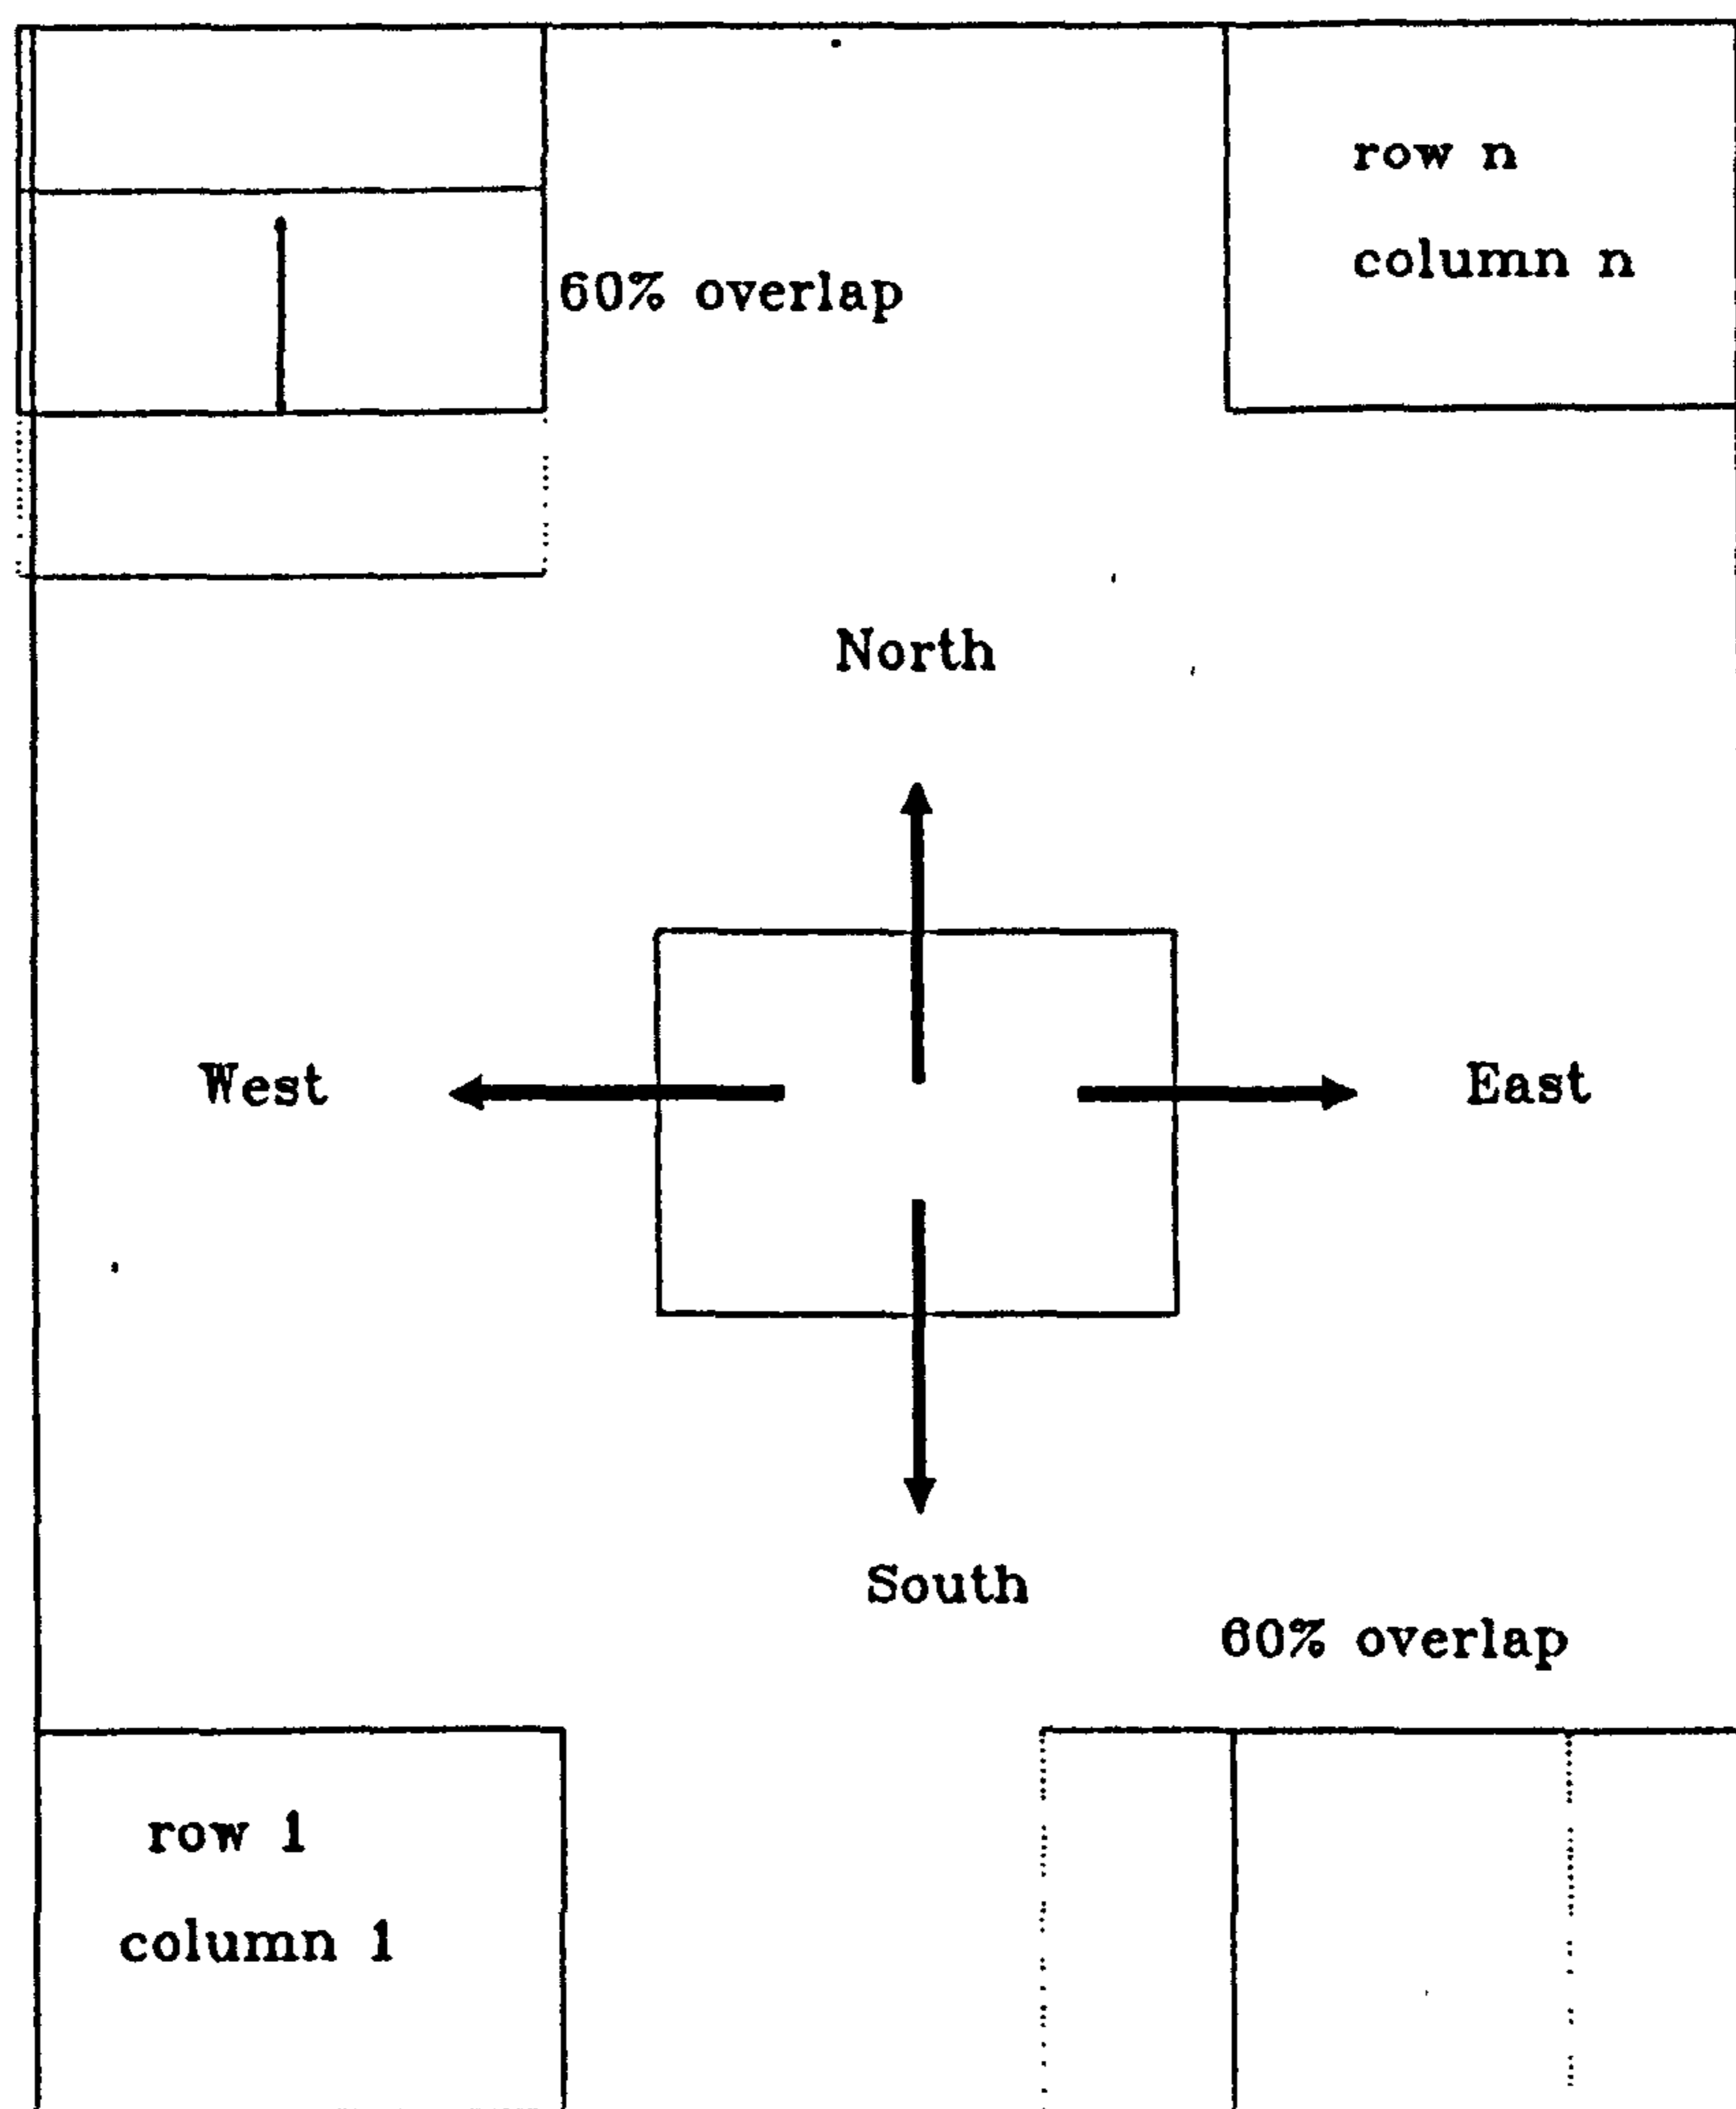 row n
column n
60% overlap
North
West
East
South
60% overlap
row 1
column 1